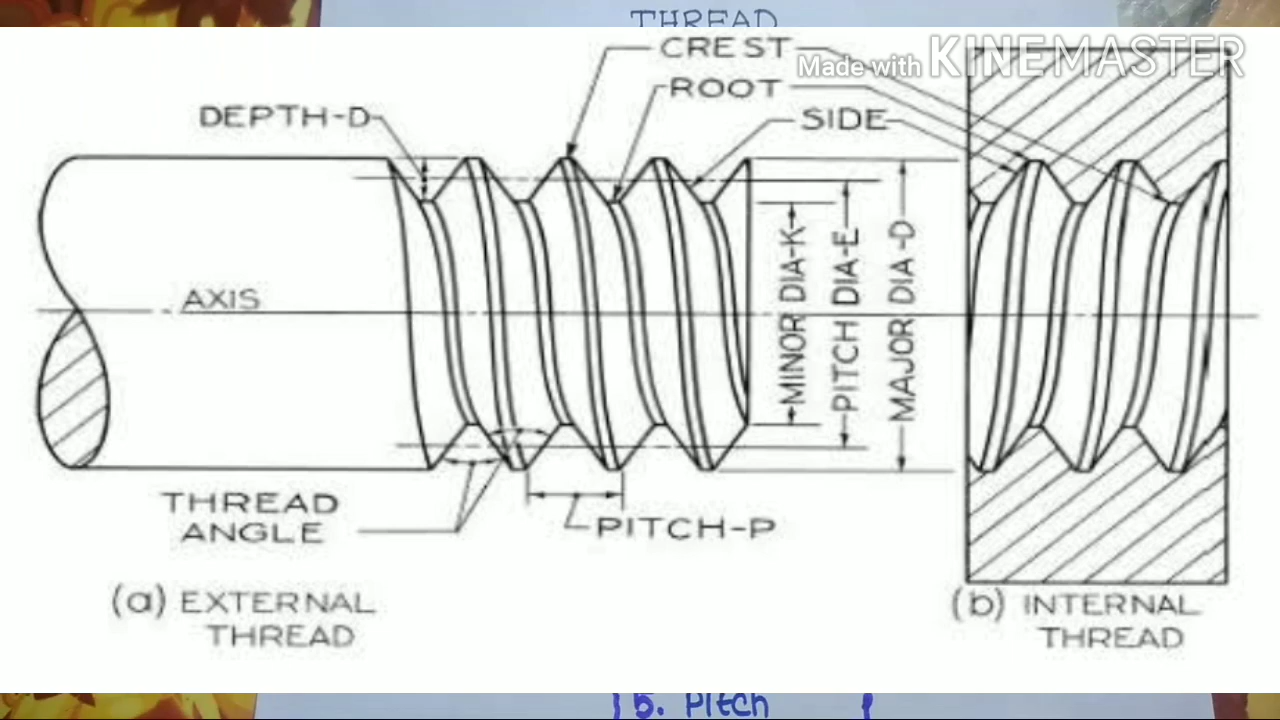 THREAD
CREST
Made with KINEMASTER
ROOT
DEPTH-D
SIDE
AXIS
MINOR DIA-K
PITCH DIA-E
MAJOR DIA-D
THREAD
ANGLE
PITCH-P
(a) EXTERNAL
THREAD
(b) INTERNAL
THREAD
5. Pitch